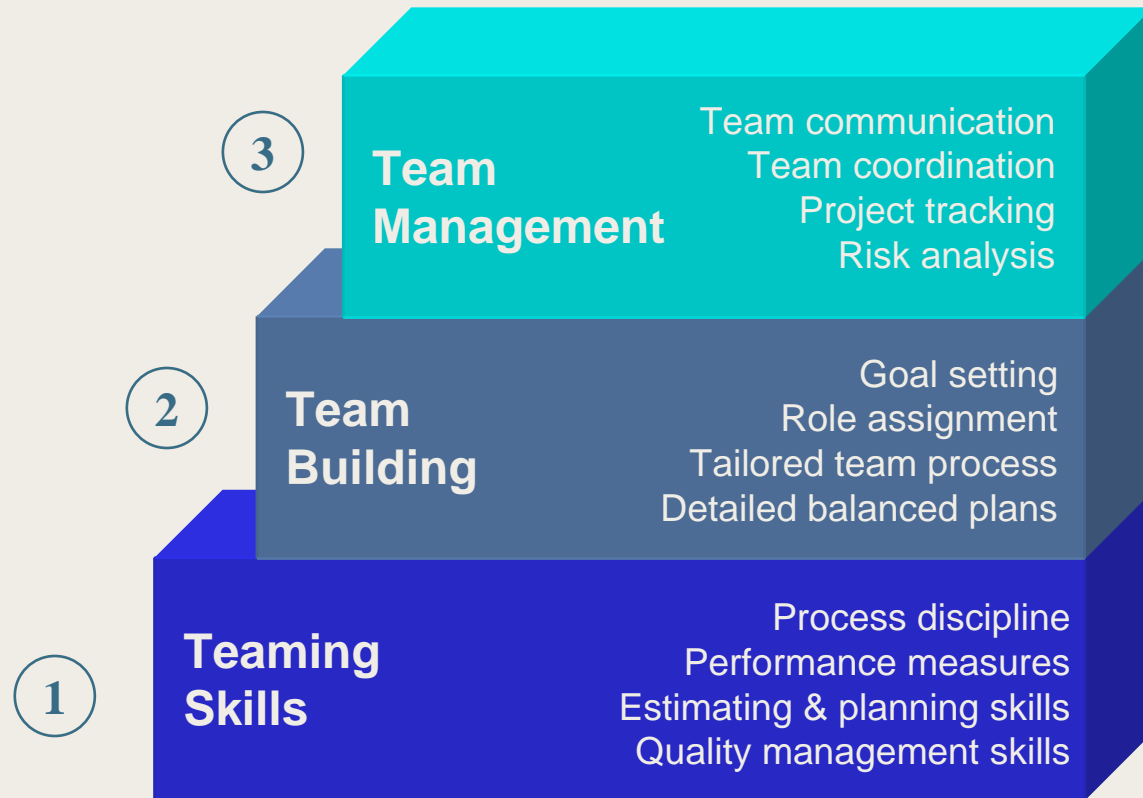 3
Team
Management
Team communication
Team coordination
Project tracking
Risk analysis
2
Team
Building
Goal setting
Role assignment
Tailored team process
Detailed balanced plans
1
Teaming
Skills
Process discipline
Performance measures
Estimating & planning skills
Quality management skills